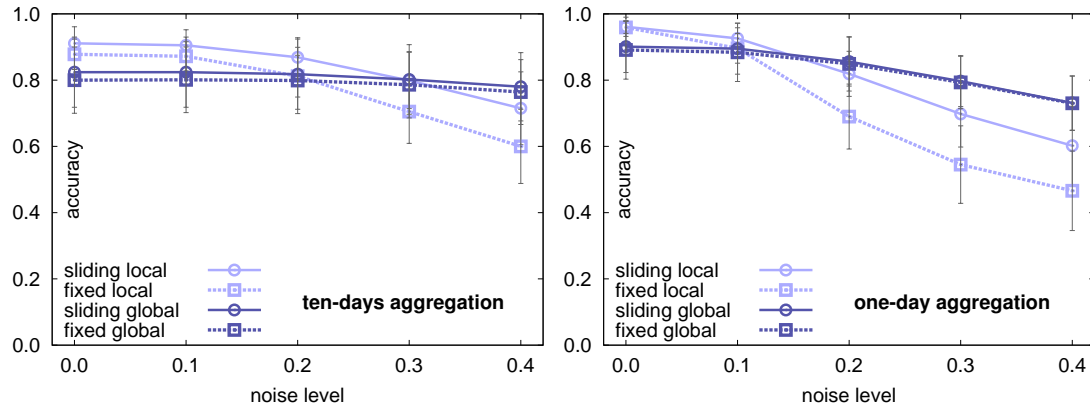 1.0
0.8
0.6
0.4
0.2
0.0
accuracy
sliding local
fixed local
sliding global
fixed global
ten-days aggregation
0.0 0.1 0.2 0.3 0.4
noise level
1.0
0.8
0.6
0.4
0.2
0.0
accuracy
sliding local
fixed local
sliding global
fixed global
one-day aggregation
0.0 0.1 0.2 0.3 0.4
noise level